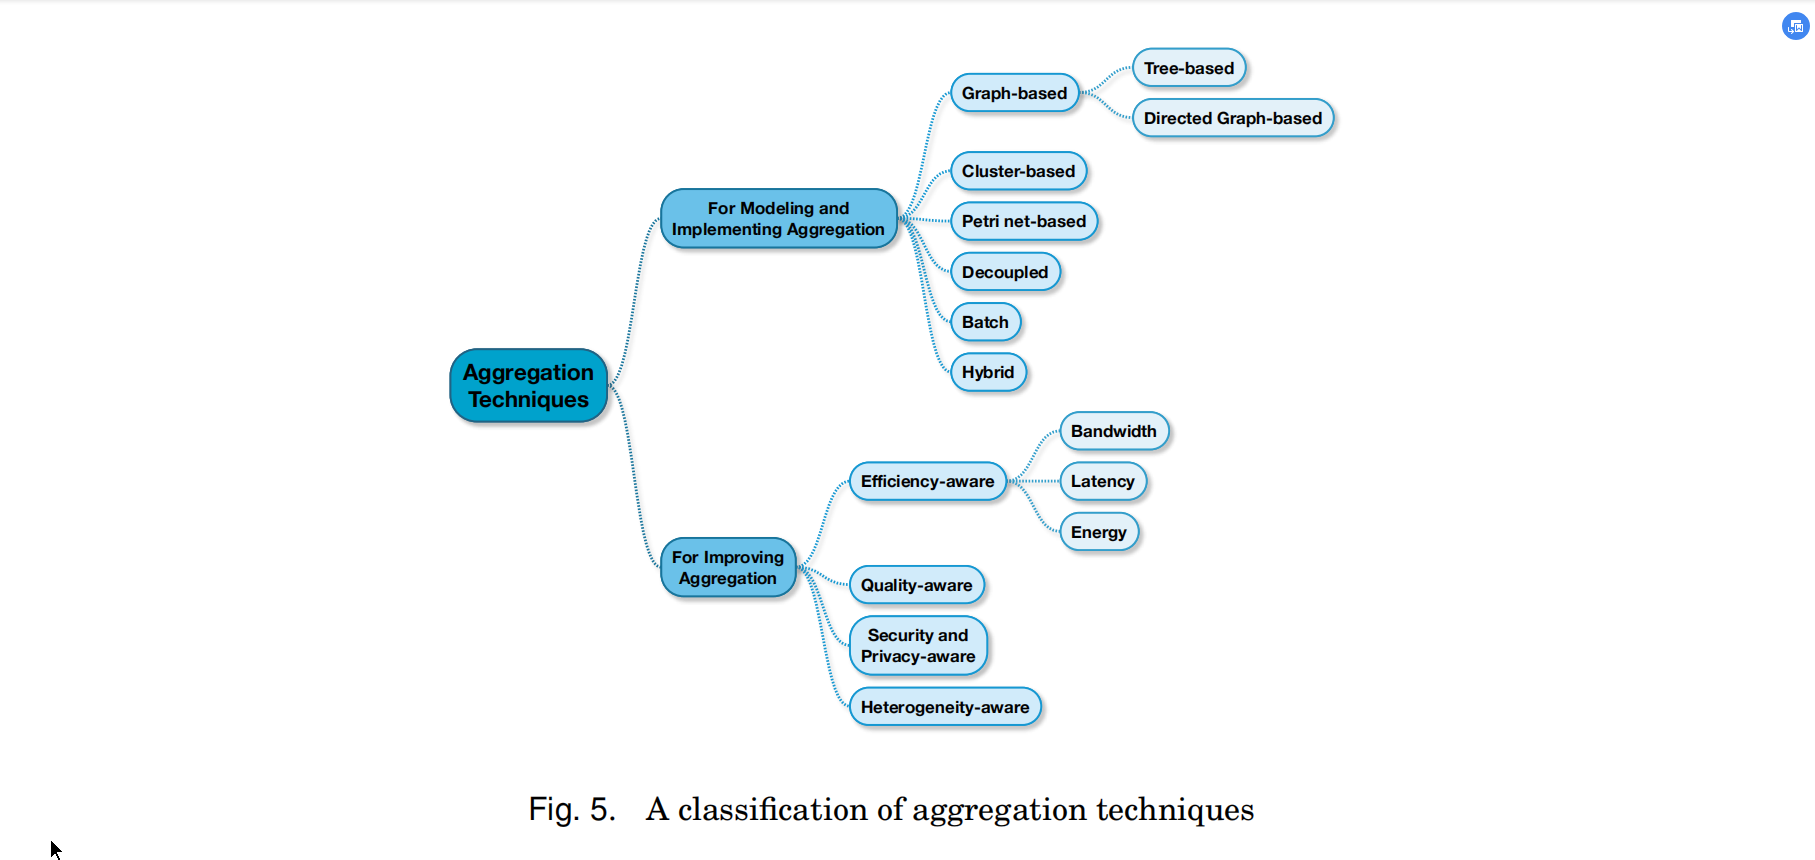 Aggregation
Techniques
For Modeling and
Implementing Aggregation
Graph-based
Tree-based
Directed Graph-based
Cluster-based
Petri net-based
Decoupled
Batch
Hybrid
For Improving
Aggregation
Efficiency-aware
Bandwidth
Latency
Energy
Quality-aware
Security and
Privacy-aware
Heterogeneity-aware
Fig. 5. A classification of aggregation techniques